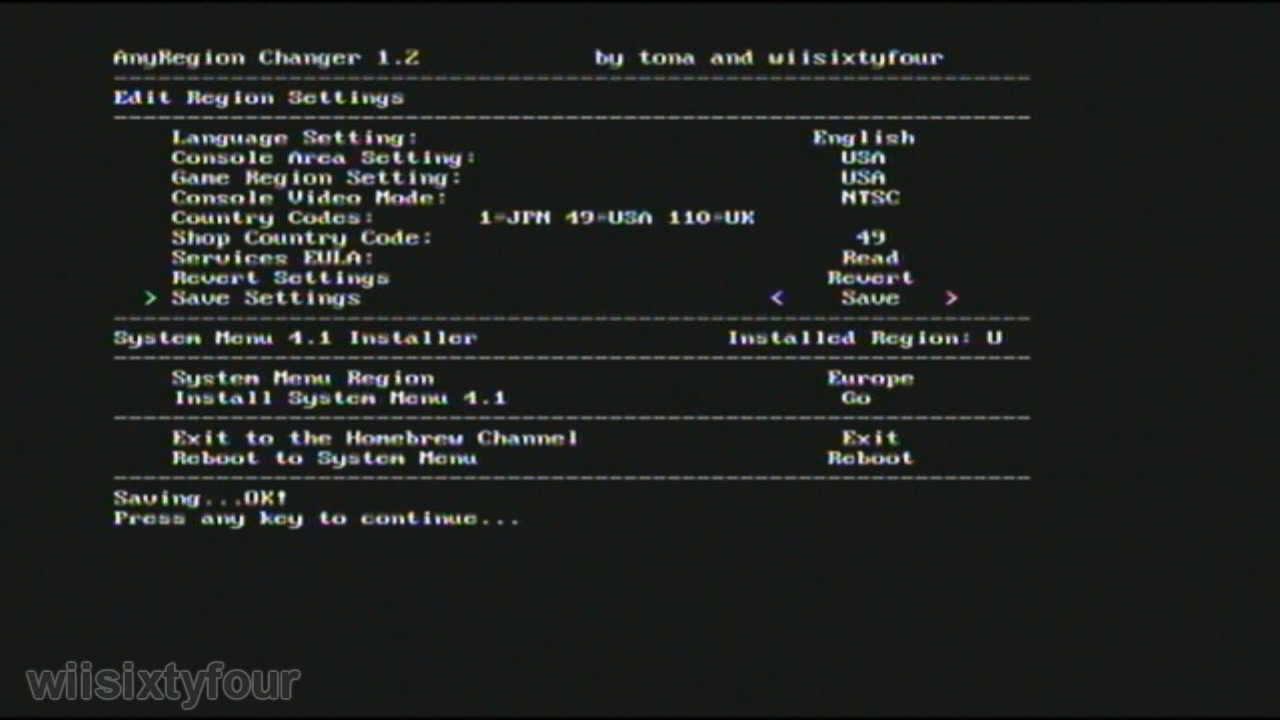 AnyRegion Changer 1.2 by tona and wiisixtyfour
Edit Region Settings
Language Setting: English
Console Area Setting: USA
Game Region Setting: USA
Console Video Mode: NTSC
Country Codes: 1=JPN 49=USA 110=UK
Shop Country Code: 49
Services EULA: Read
Revert Settings Revert
> Save Settings < Save >
System Menu 4.1 Installer Installed Region: U
System Menu Region Europe
Install System Menu 4.1 Go
Exit to the Homebrew Channel Exit
Reboot to System Menu Reboot
Saving...OK!
Press any key to continue...
wiisixtyfour